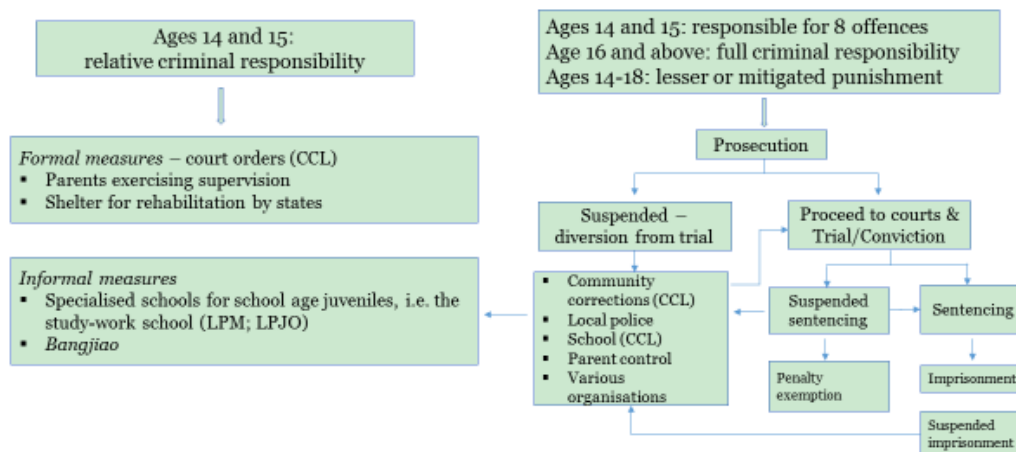 Ages 14 and 15:
relative criminal responsibility
Formal measures – court orders (CCL)
▪ Parents exercising supervision
▪ Shelter for rehabilitation by states
Informal measures
▪ Specialised schools for school age juveniles, i.e. the
study-work school (LPM; LPJO)
▪ Bangjiao
Ages 14 and 15: responsible for 8 offences
Age 16 and above: full criminal responsibility
Ages 14-18: lesser or mitigated punishment
Prosecution
Suspended –
diversion from trial
Proceed to courts &
Trial/Conviction
▪ Community
corrections (CCL)
▪ Local police
▪ School (CCL)
▪ Parent control
▪ Various
organisations
Suspended
sentencing
Sentencing
Penalty
exemption
Imprisonment
Suspended
imprisonment